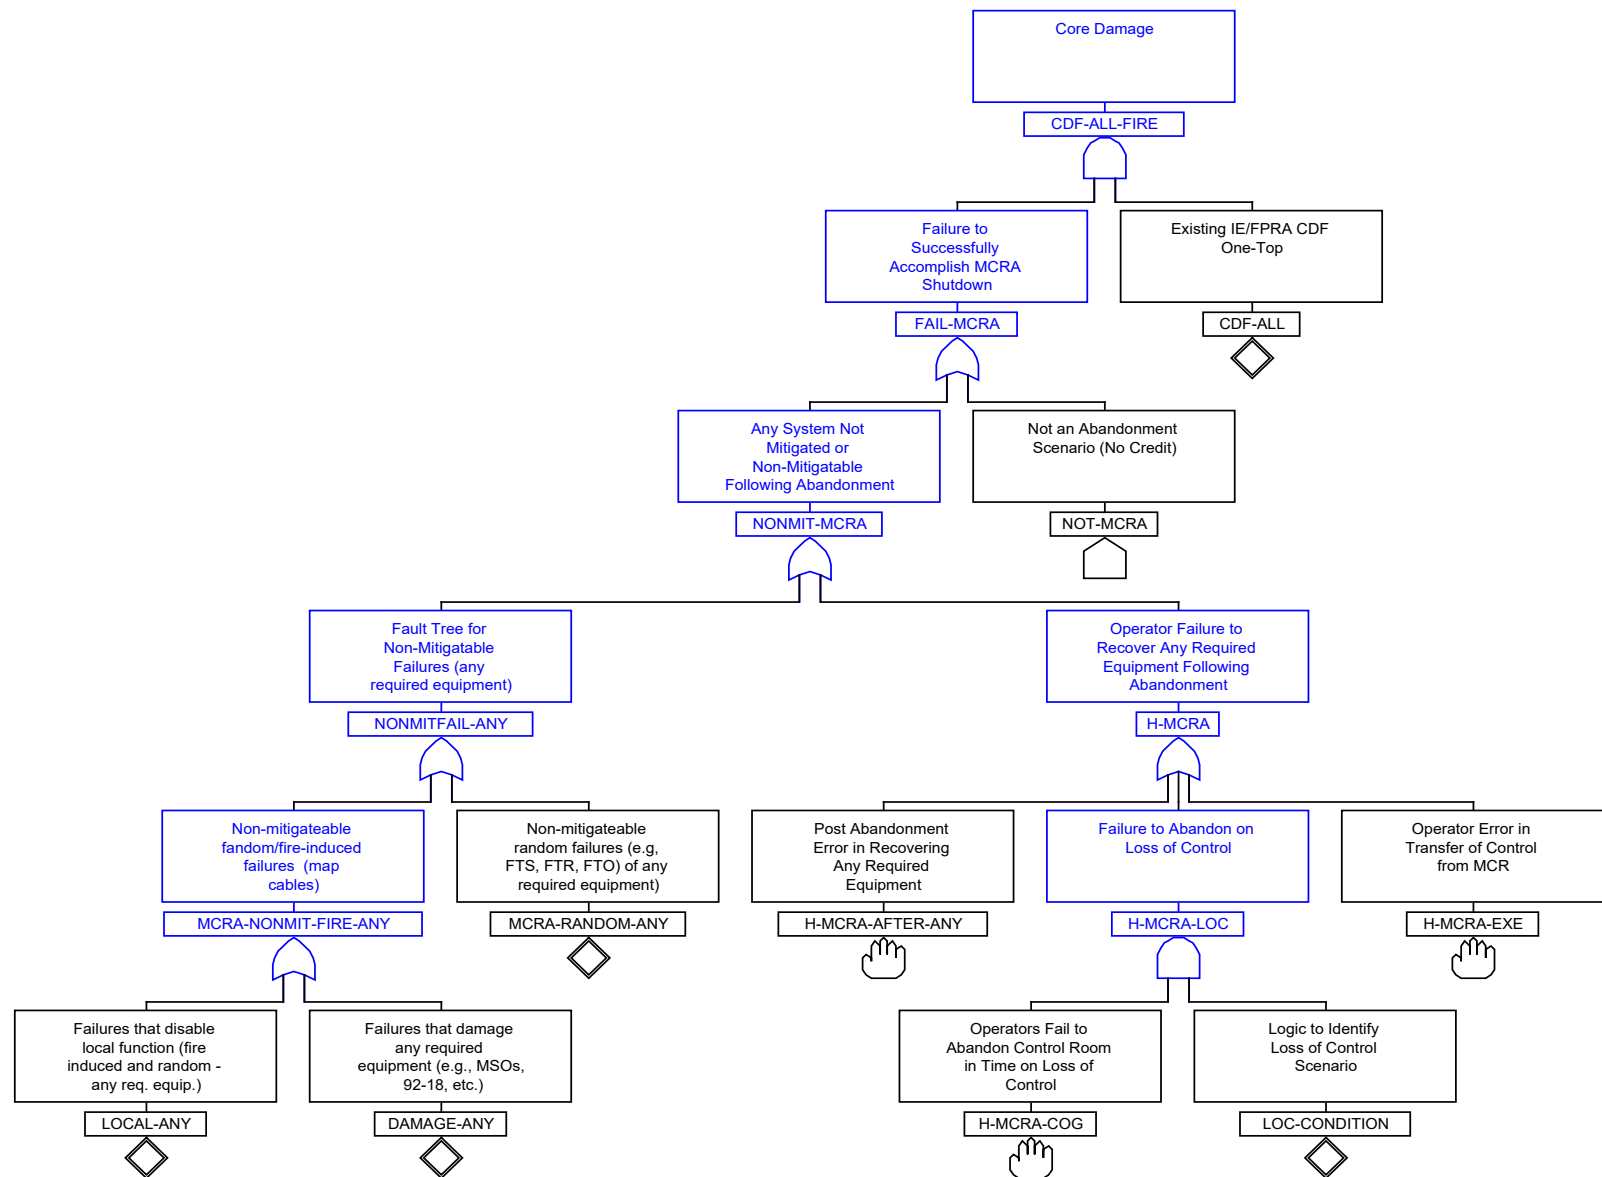 Core Damage
CDF-ALL-FIRE
Failure to
Successfully
Accomplish MCRA
Shutdown
FAIL-MCRA
Existing IE/FPRA CDF
One-Top
CDF-ALL
Any System Not
Mitigated or
Non-Mitigatable
Following Abandonment
NONMIT-MCRA
Not an Abandonment
Scenario (No Credit)
NOT-MCRA
Fault Tree for
Non-Mitigatable
Failures (any
required equipment)
NONMITFAIL-ANY
Operator Failure to
Recover Any Required
Equipment Following
Abandonment
H-MCRA
Non-mitigateable
fandom/fire-induced
failures (map
cables)
MCRA-NONMIT-FIRE-ANY
Non-mitigateable
random failures (e.g,
FTS, FTR, FTO) of any
required equipment)
MCRA-RANDOM-ANY
Post Abandonment
Error in Recovering
Any Required
Equipment
H-MCRA-AFTER-ANY
Failure to Abandon on
Loss of Control
H-MCRA-LOC
Operator Error in
Transfer of Control
from MCR
H-MCRA-EXE
Failures that disable
local function (fire
induced and random -
any req. equip.)
LOCAL-ANY
Failures that damage
any required
equipment (e.g., MSOs,
92-18, etc.)
DAMAGE-ANY
Operators Fail to
Abandon Control Room
in Time on Loss of
Control
H-MCRA-COG
Logic to Identify
Loss of Control
Scenario
LOC-CONDITION